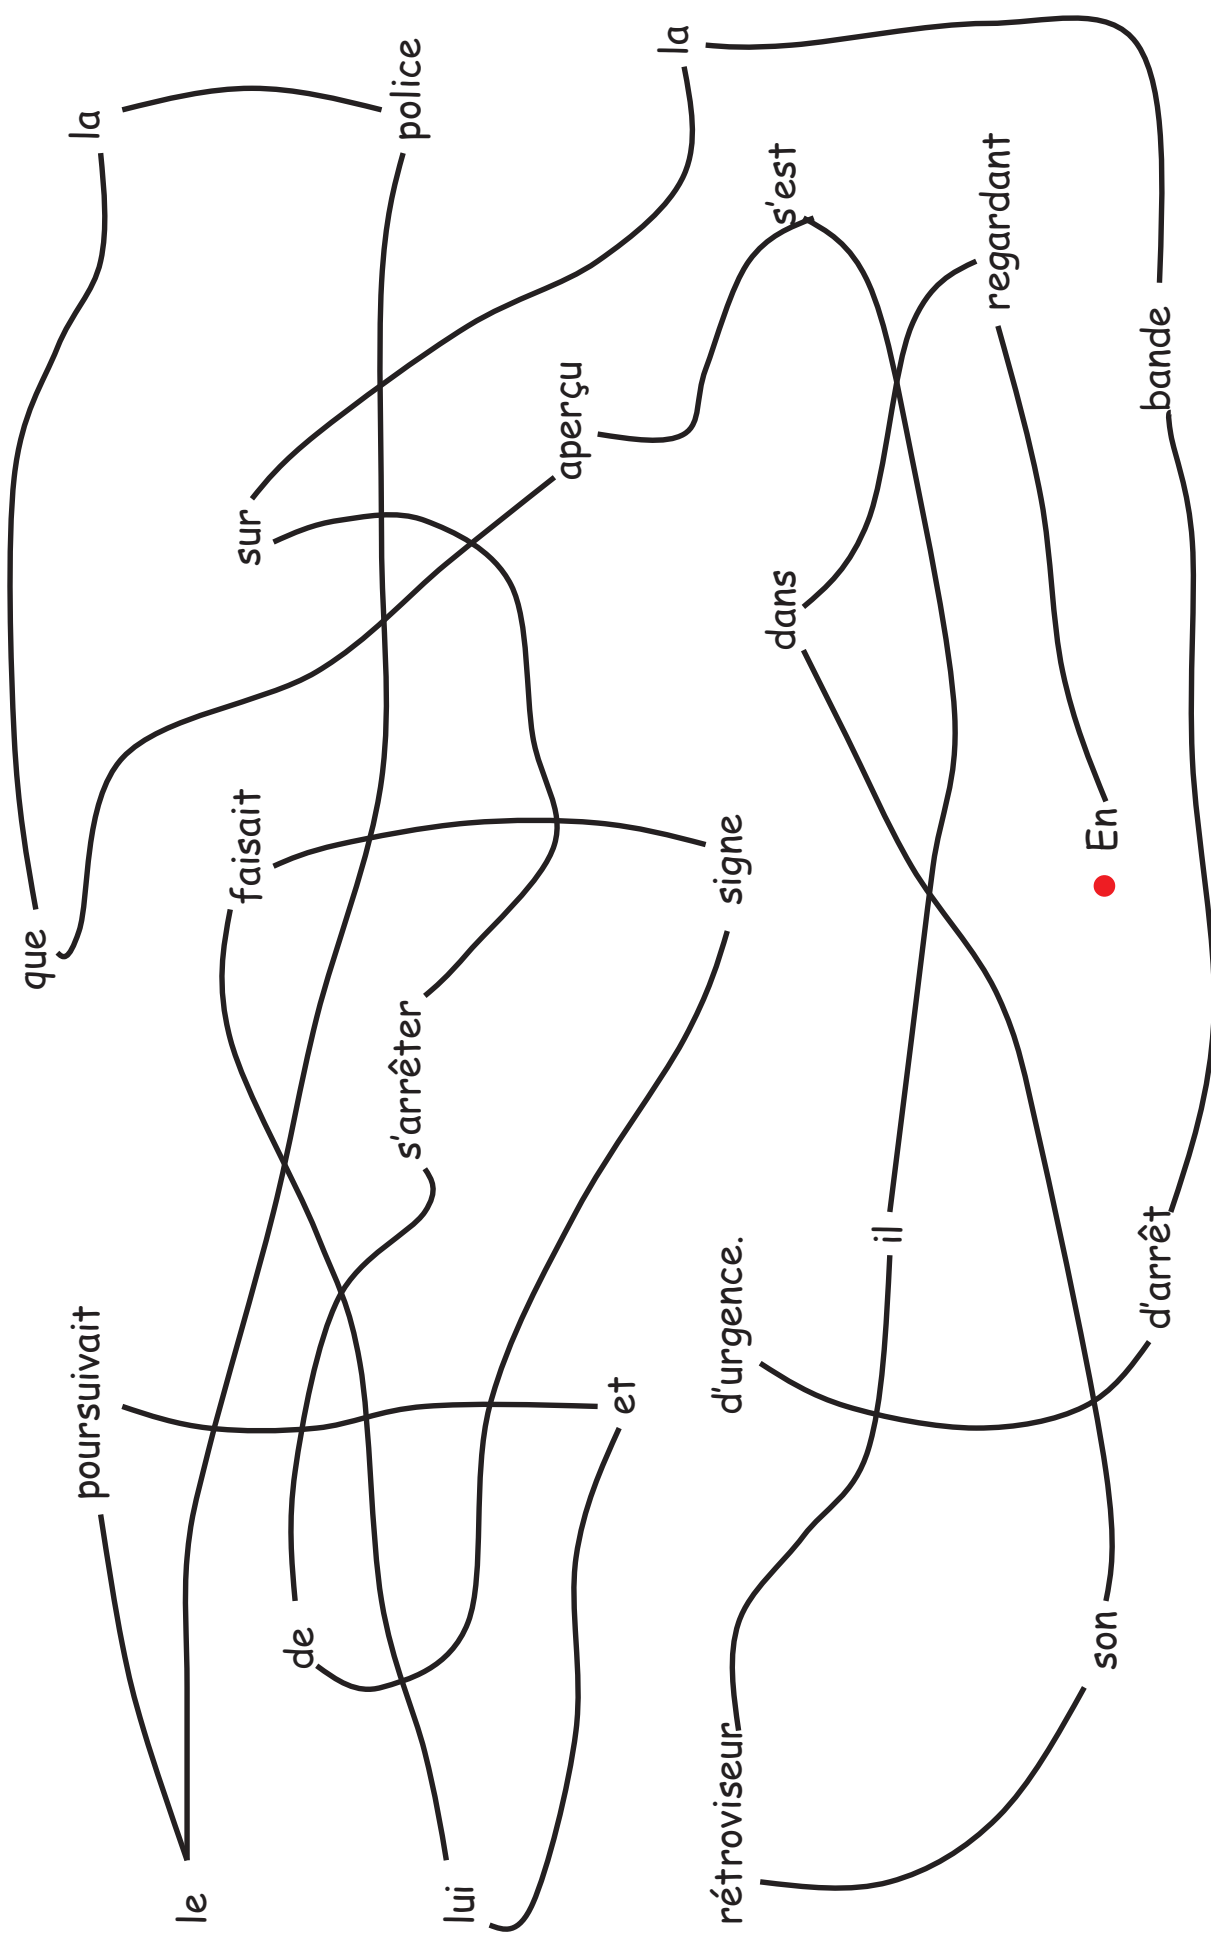 En
regardant
dans
son
rétroviseur
il
s'est
aperçu
que
la
police
le
poursuivait
et
lui
faisait
signe
de
s'arrêter
sur
la
bande
d'arrêt
d'urgence.